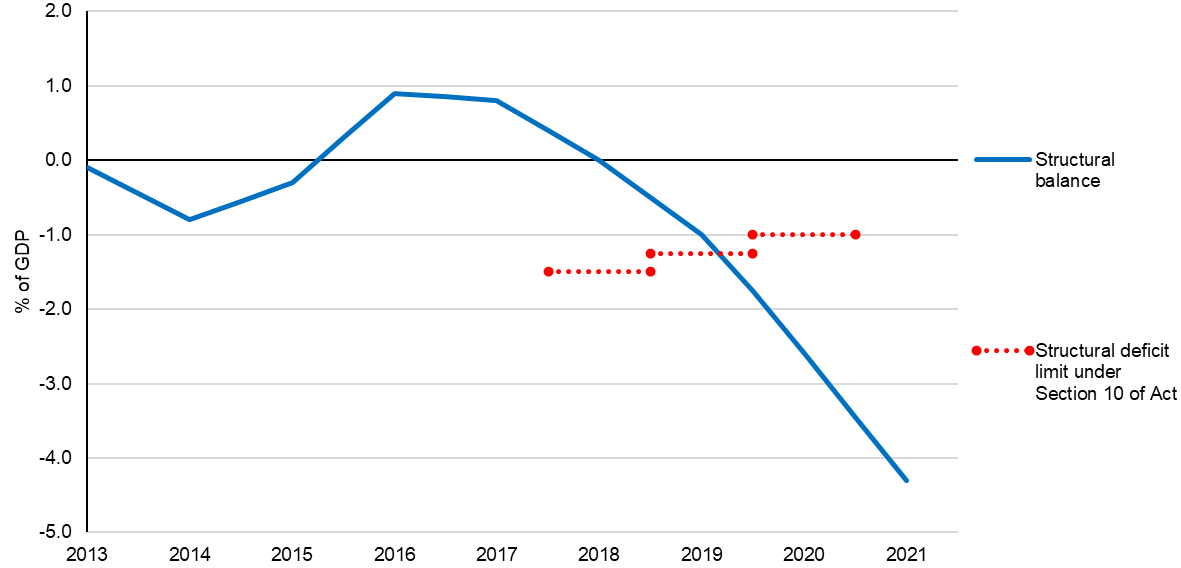 2.0
1.0
0.0
-1.0
-2.0
-3.0
-4.0
-5.0
% of GDP
2013 2014 2015 2016 2017 2018 2019 2020 2021
Structural
balance
Structural deficit
limit under
Section 10 of Act